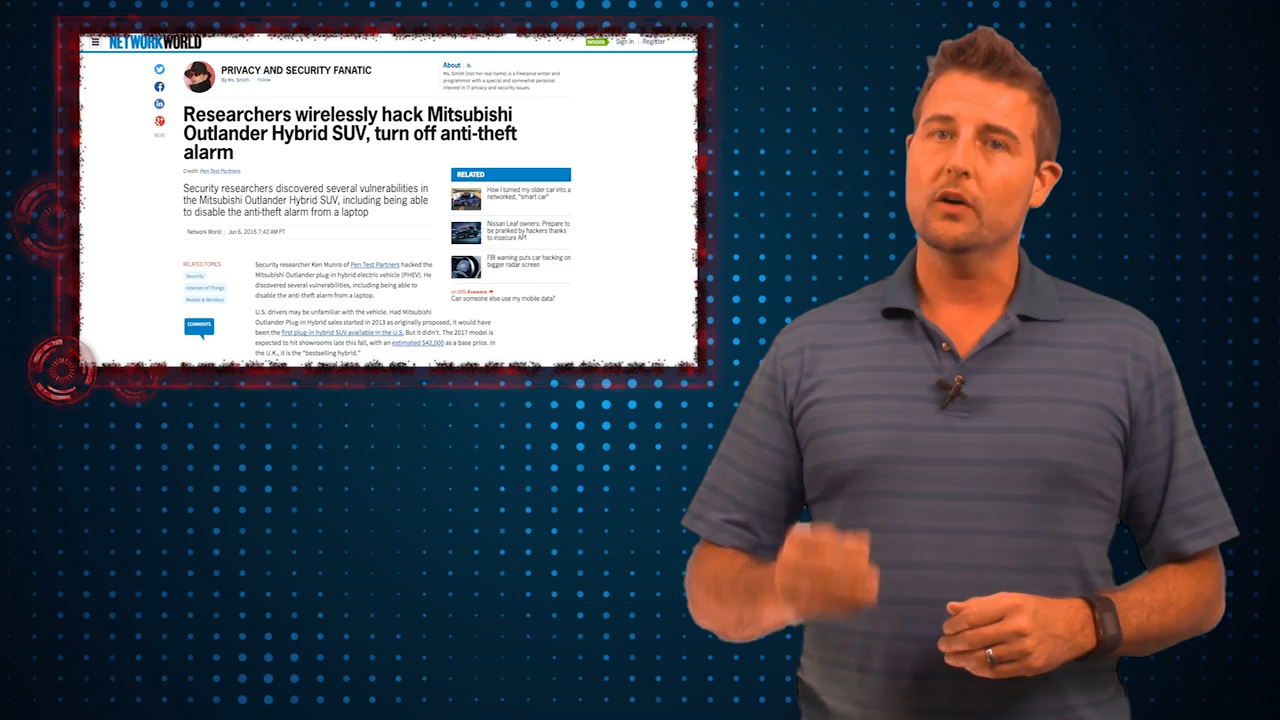 NETWORKWORLD
INSIDER Sign In | Register
PRIVACY AND SECURITY FANATIC
By Ms. Smith Follow
About
Ms. Smith (not her real name) is a freelance writer and
programmer with a special and somewhat personal
interest in IT privacy and security issues.
MORE
Researchers wirelessly hack Mitsubishi
Outlander Hybrid SUV, turn off anti-theft
alarm
Credit: Pen Test Partners
Security researchers discovered several vulnerabilities in
the Mitsubishi Outlander Hybrid SUV, including being able
to disable the anti-theft alarm from a laptop
Network World | Jun 6, 2016 7:42 AM PT
RELATED
How I turned my older car into a
networked, "smart car"
Nissan Leaf owners: Prepare to
be pranked by hackers thanks
to insecure API
FBI warning puts car hacking on
bigger radar screen
on IDG Answers
Can someone else use my mobile data?
RELATED TOPICS
Security
Internet of Things
Mobile & Wireless
COMMENTS
Security researcher Ken Munro of Pen Test Partners hacked the
Mitsubishi Outlander plug-in hybrid electric vehicle (PHEV). He
discovered several vulnerabilities, including being able to
disable the anti-theft alarm from a laptop.
U.S. drivers may be unfamiliar with the vehicle. Had Mitsubishi
Outlander Plug-In Hybrid sales started in 2013 as originally proposed, it would have
been the first plug-in hybrid SUV available in the U.S. But it didn't. The 2017 model is
expected to hit showrooms late this fall, with an estimated $42,000 as a base price. In
the U.K., it is the "bestselling hybrid."